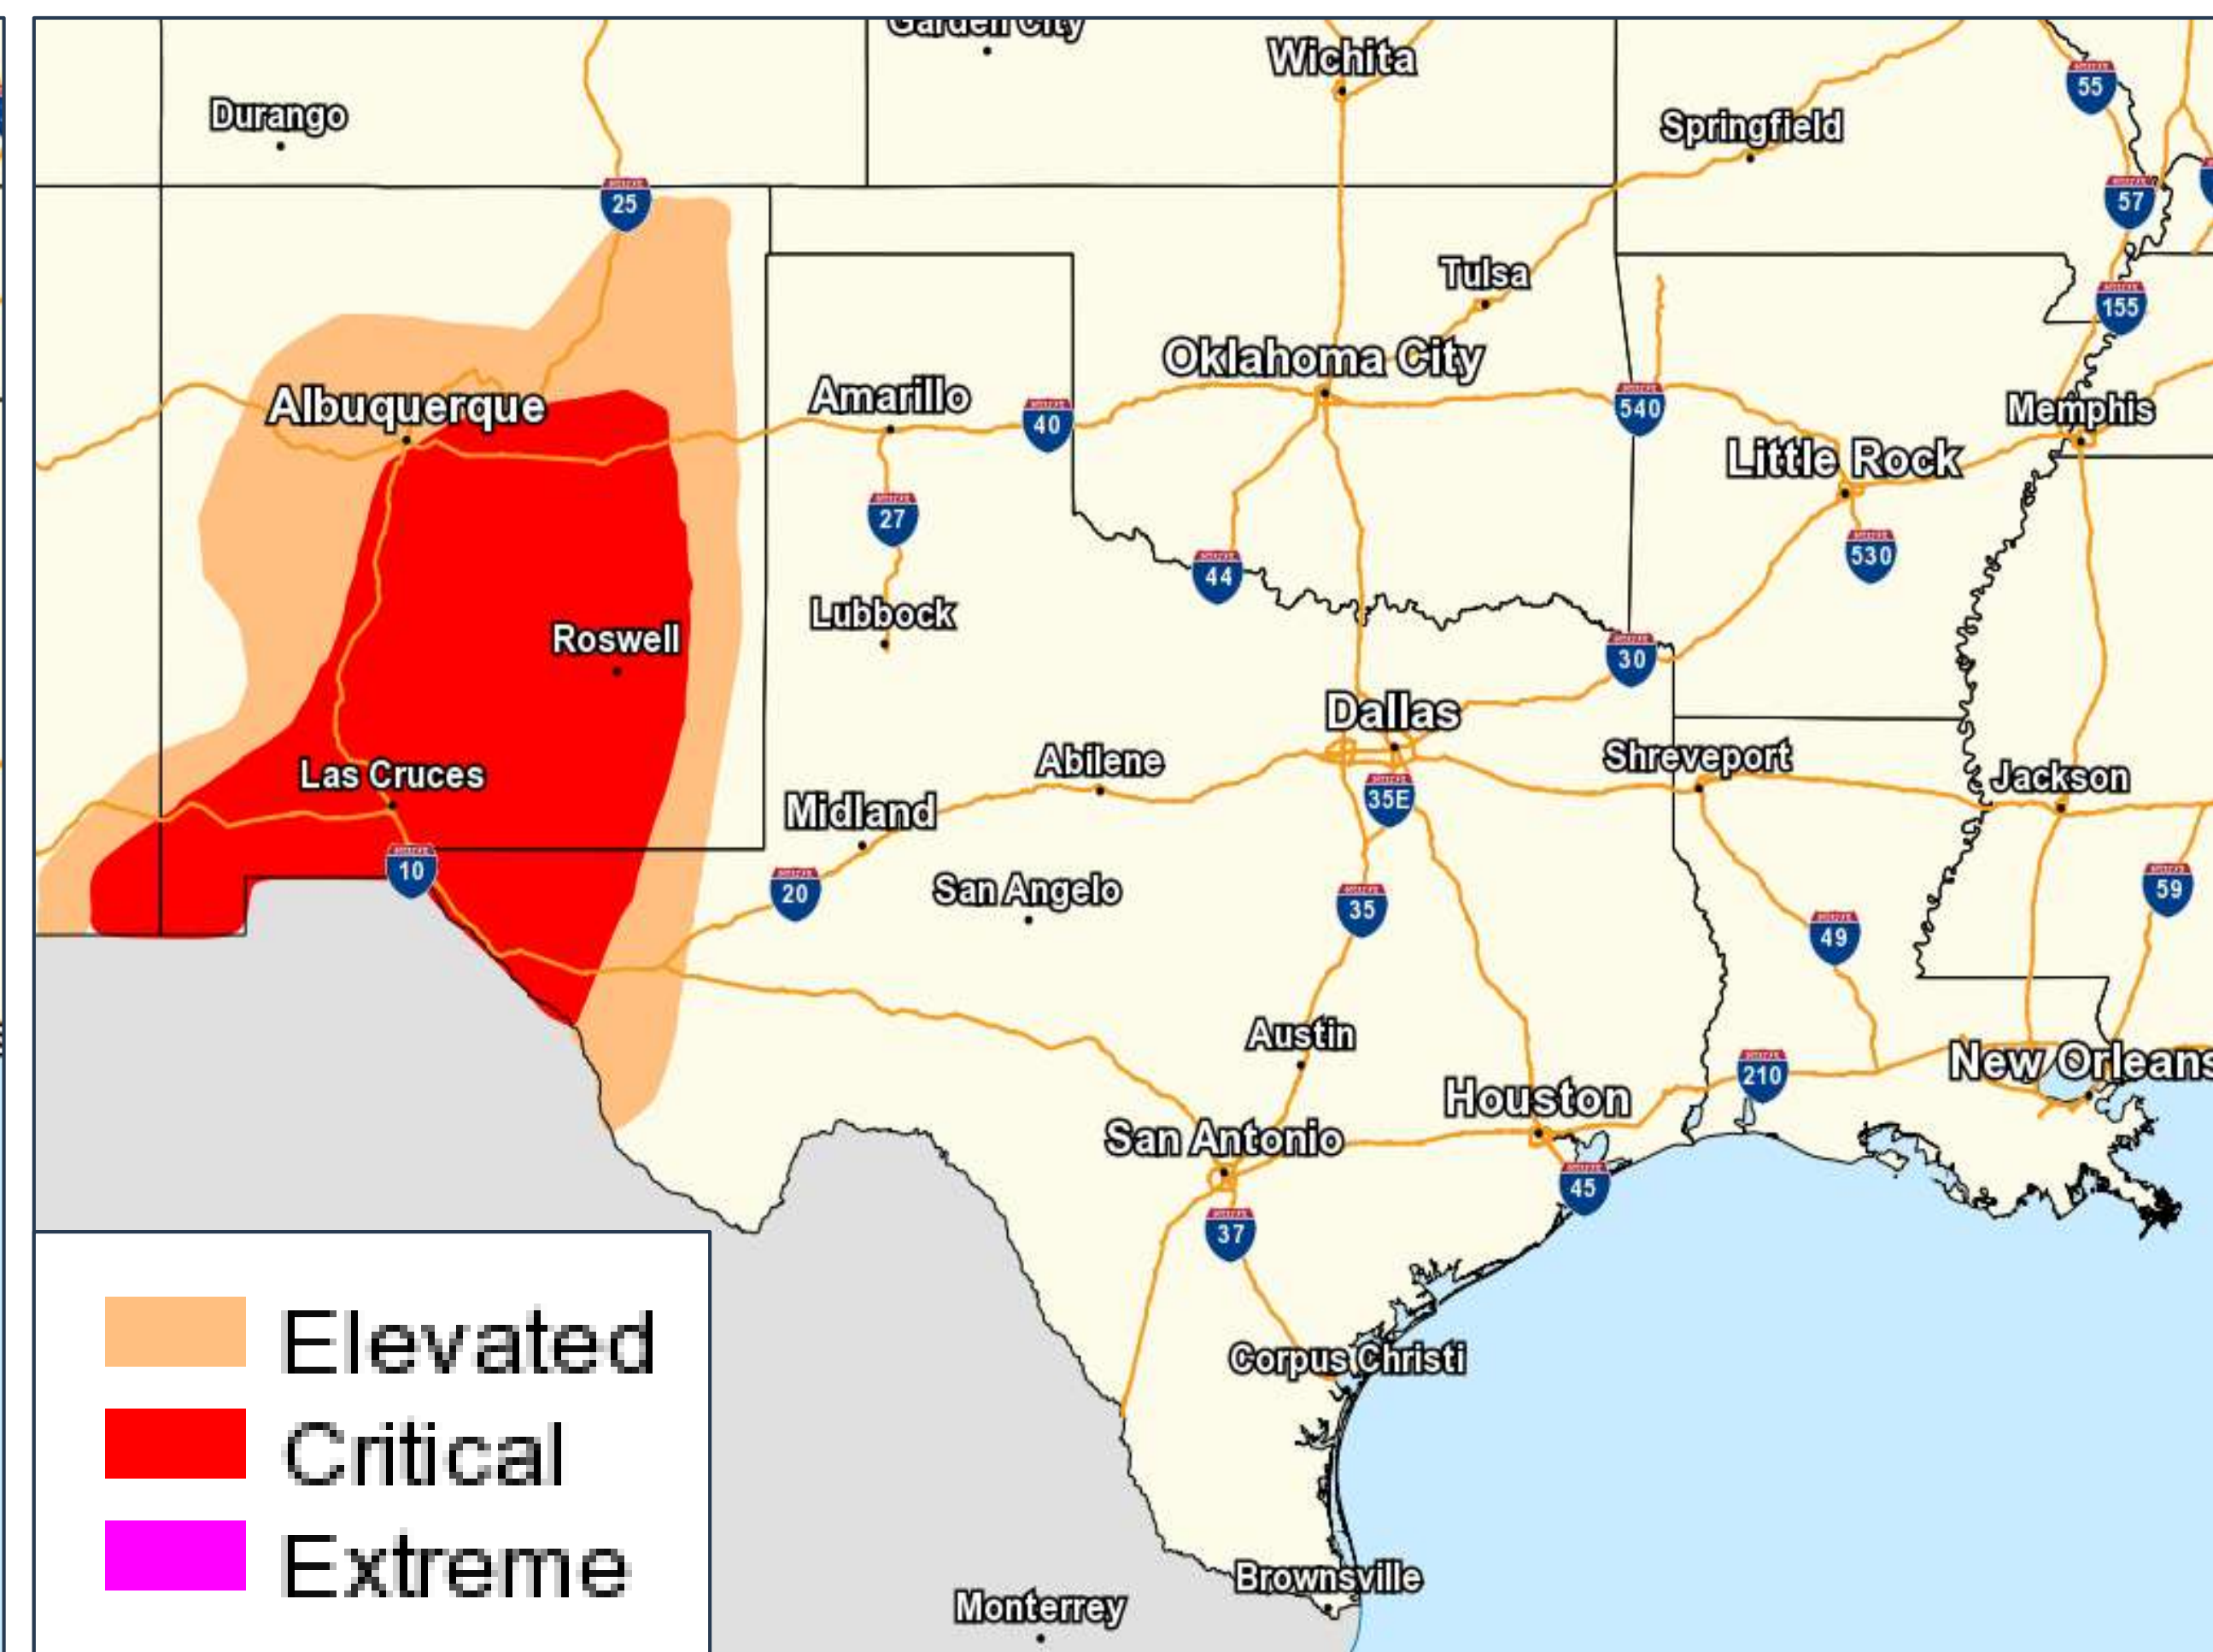 Garden City
Wichita
55
Durango
Springfield
25
57
Tulsa
155
Oklahoma City
Albuquerque
Amarillo
40
540
Memphis
Little Rock
27
44
530
Roswell
Lubbock
30
Dallas
Las Cruces
Abilene
Shreveport
Jackson
Midland
35E
10
20
San Angelo
35
59
49
Austin
210
New Orleans
Houston
San Antonio
45
37
Corpus Christi
Brownsville
Monterrey
Elevated
Critical
Extreme